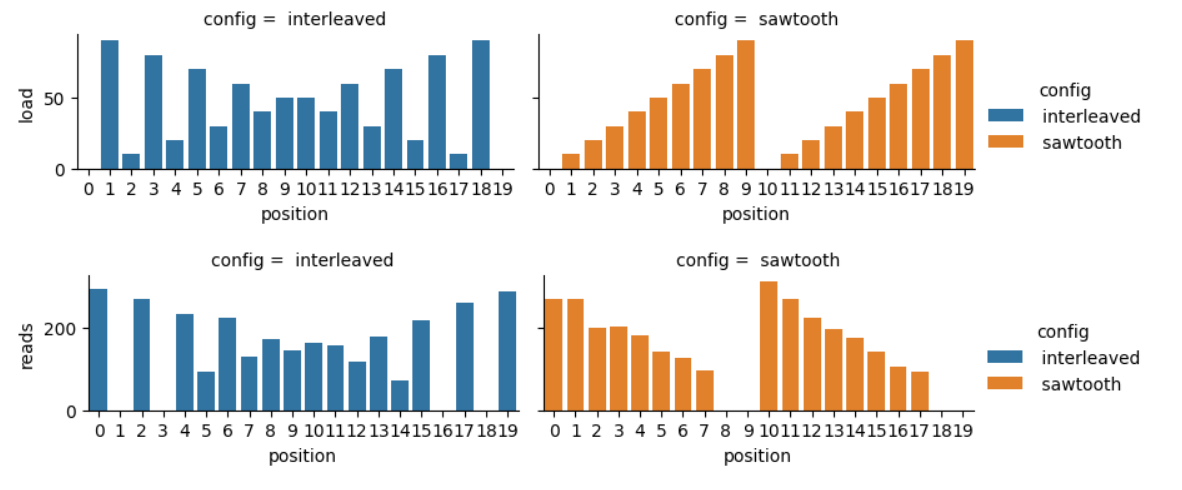 config = interleaved
config = sawtooth
load
50
0
0 1 2 3 4 5 6 7 8 9 10 11 12 13 14 15 16 17 18 19
position
0 1 2 3 4 5 6 7 8 9 10 11 12 13 14 15 16 17 18 19
position
config
interleaved
sawtooth
config = interleaved
config = sawtooth
reads
200
0
0 1 2 3 4 5 6 7 8 9 10 11 12 13 14 15 16 17 18 19
position
0 1 2 3 4 5 6 7 8 9 10 11 12 13 14 15 16 17 18 19
position
config
interleaved
sawtooth